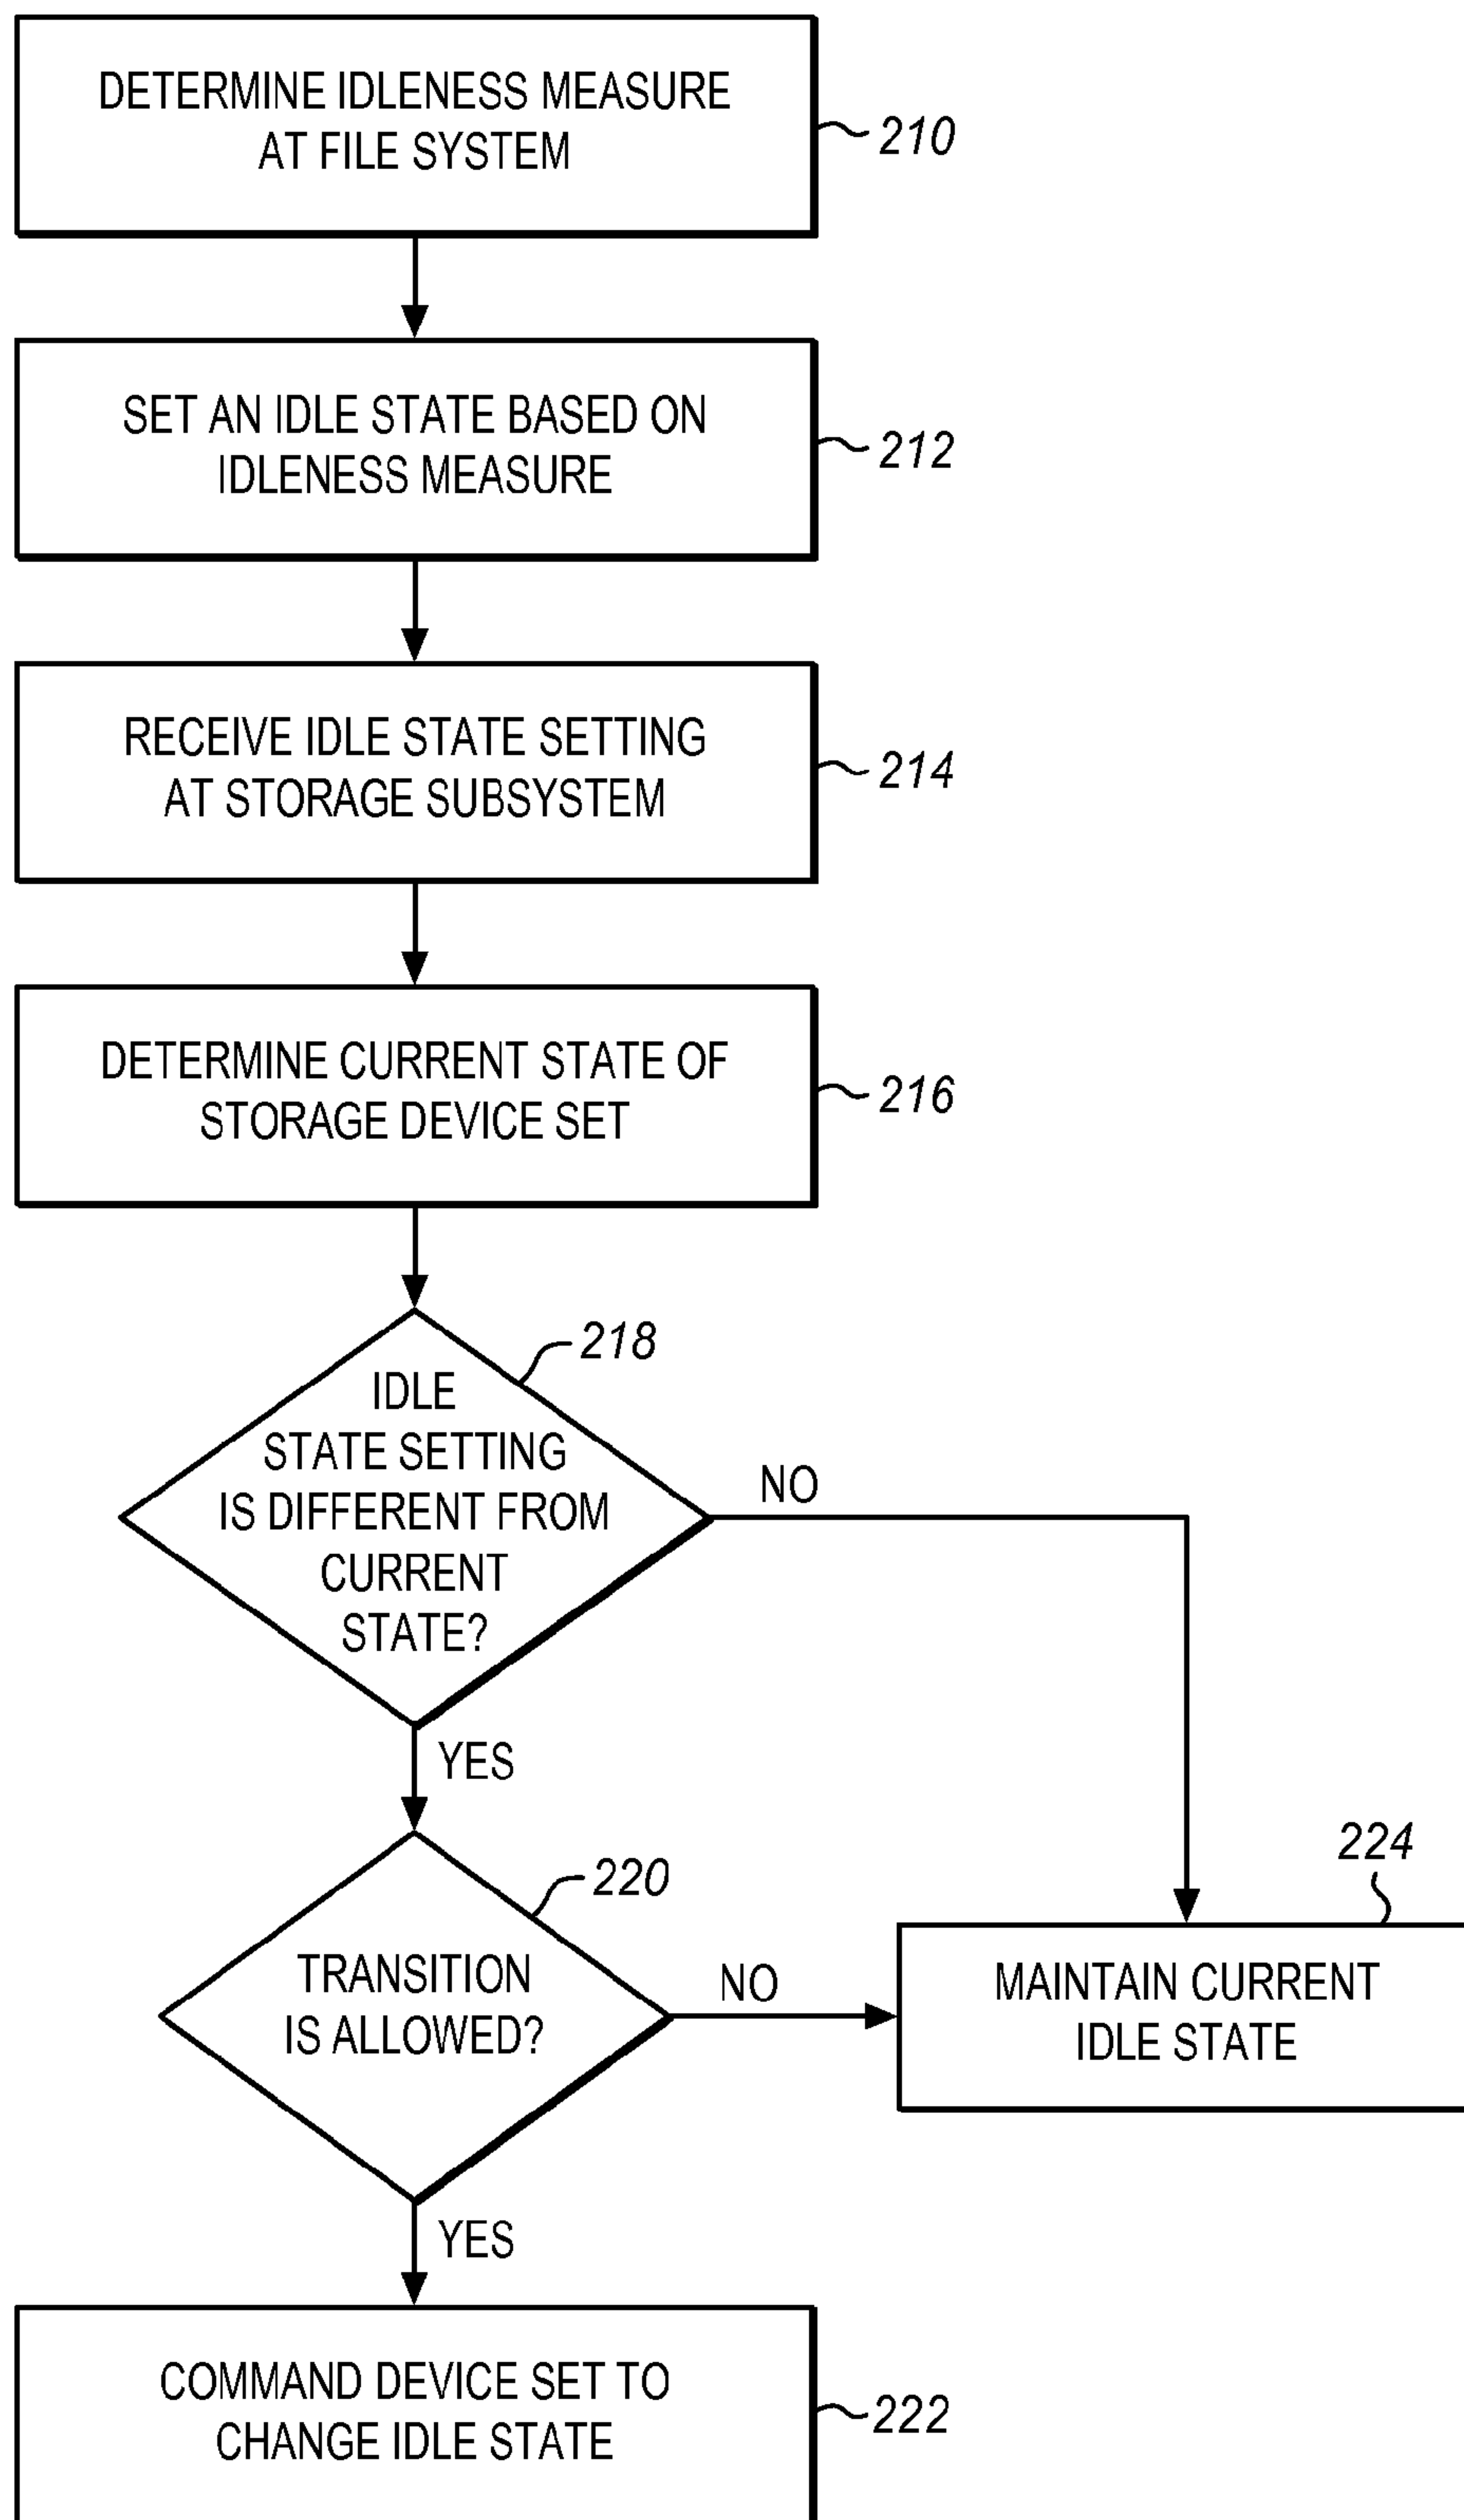 DETERMINE IDLENESS MEASURE
AT FILE SYSTEM
210
SET AN IDLE STATE BASED ON
IDLENESS MEASURE
212
RECEIVE IDLE STATE SETTING
AT STORAGE SUBSYSTEM
214
DETERMINE CURRENT STATE OF
STORAGE DEVICE SET
216
218
IDLE
STATE SETTING
IS DIFFERENT FROM
CURRENT
STATE?
NO
YES
220
TRANSITION
IS ALLOWED?
NO
224
MAINTAIN CURRENT
IDLE STATE
YES
COMMAND DEVICE SET TO
CHANGE IDLE STATE
222